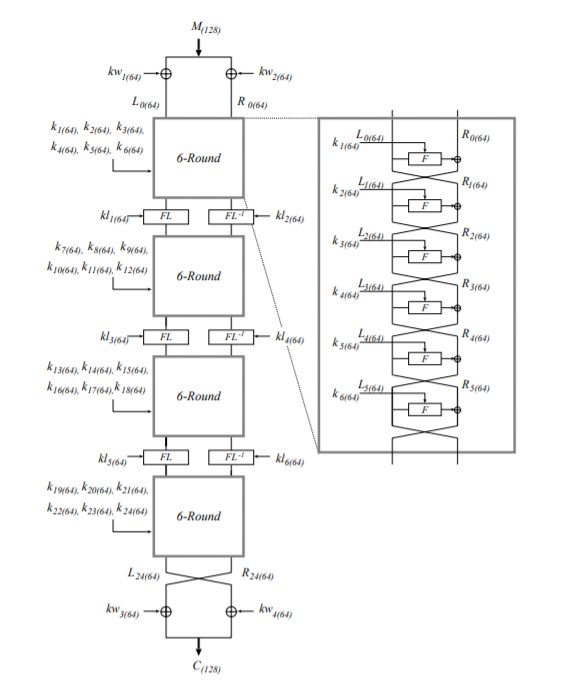 M(128)
kw1(64) kw2(64)
L0(64) R0(64)
k1(64), k2(64), k3(64),
k4(64), k5(64), k6(64)
6-Round
kl1(64) FL FL-1 kl2(64)
k7(64), k8(64), k9(64),
k10(64), k11(64), k12(64)
6-Round
kl3(64) FL FL-1 kl4(64)
k13(64), k14(64), k15(64),
k16(64), k17(64), k18(64)
6-Round
kl5(64) FL FL-1 kl6(64)
k19(64), k20(64), k21(64),
k22(64), k23(64), k24(64)
6-Round
L24(64) R24(64)
kw3(64) kw4(64)
C(128)
L0(64) R0(64)
k1(64)
F
L1(64) R1(64)
k2(64)
F
L2(64) R2(64)
k3(64)
F
L3(64) R3(64)
k4(64)
F
L4(64) R4(64)
k5(64)
F
L5(64) R5(64)
k6(64)
F